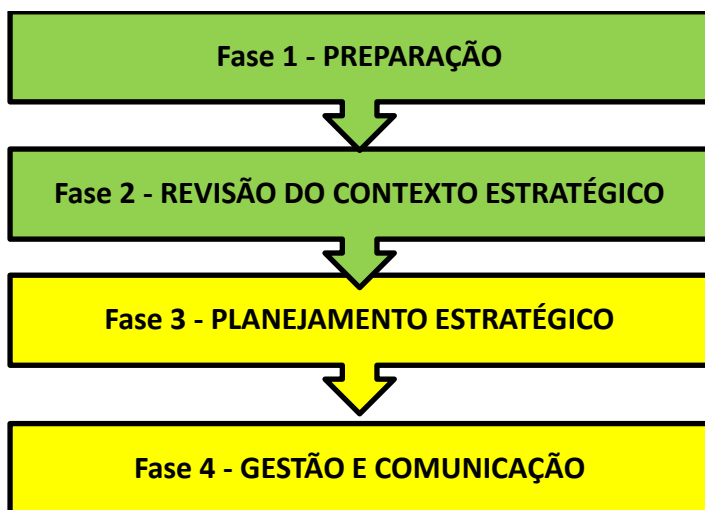 Fase 1 - PREPARAÇÃO
Fase 2 - REVISÃO DO CONTEXTO ESTRATÉGICO
Fase 3 - PLANEJAMENTO ESTRATÉGICO
Fase 4 - GESTÃO E COMUNICAÇÃO